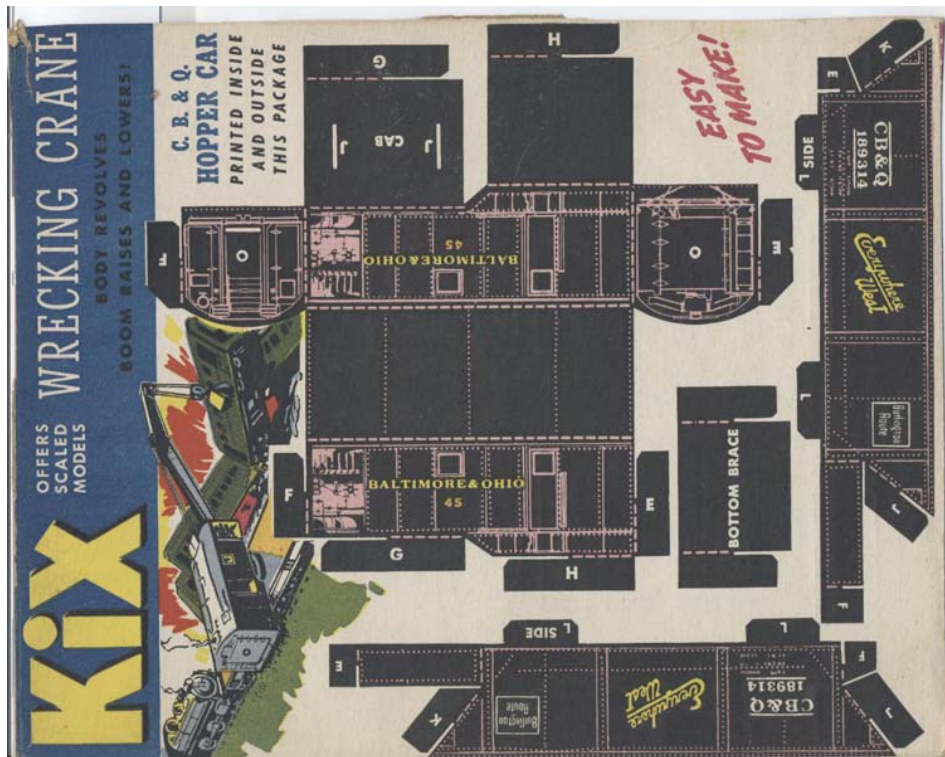 KiX
OFFERS
SCALED
MODELS
WRECKING CRANE
BODY REVOLVES
BOOM RAISES AND LOWERS!
C. B. & Q.
HOPPER CAR
PRINTED INSIDE
AND OUTSIDE
THIS PACKAGE
EASY
TO MAKE!
G
H
J
CAB
J
F
O
BALTIMORE & OHIO
45
O
E
F
BALTIMORE & OHIO
45
E
G
H
BOTTOM BRACE
K
E
L SIDE
CB&Q
189314
Everywhere
West
L
Burlington
Route
J
F
L SIDE
L
E
K
Burlington
Route
Everywhere
West
CB&Q
189314
F
J